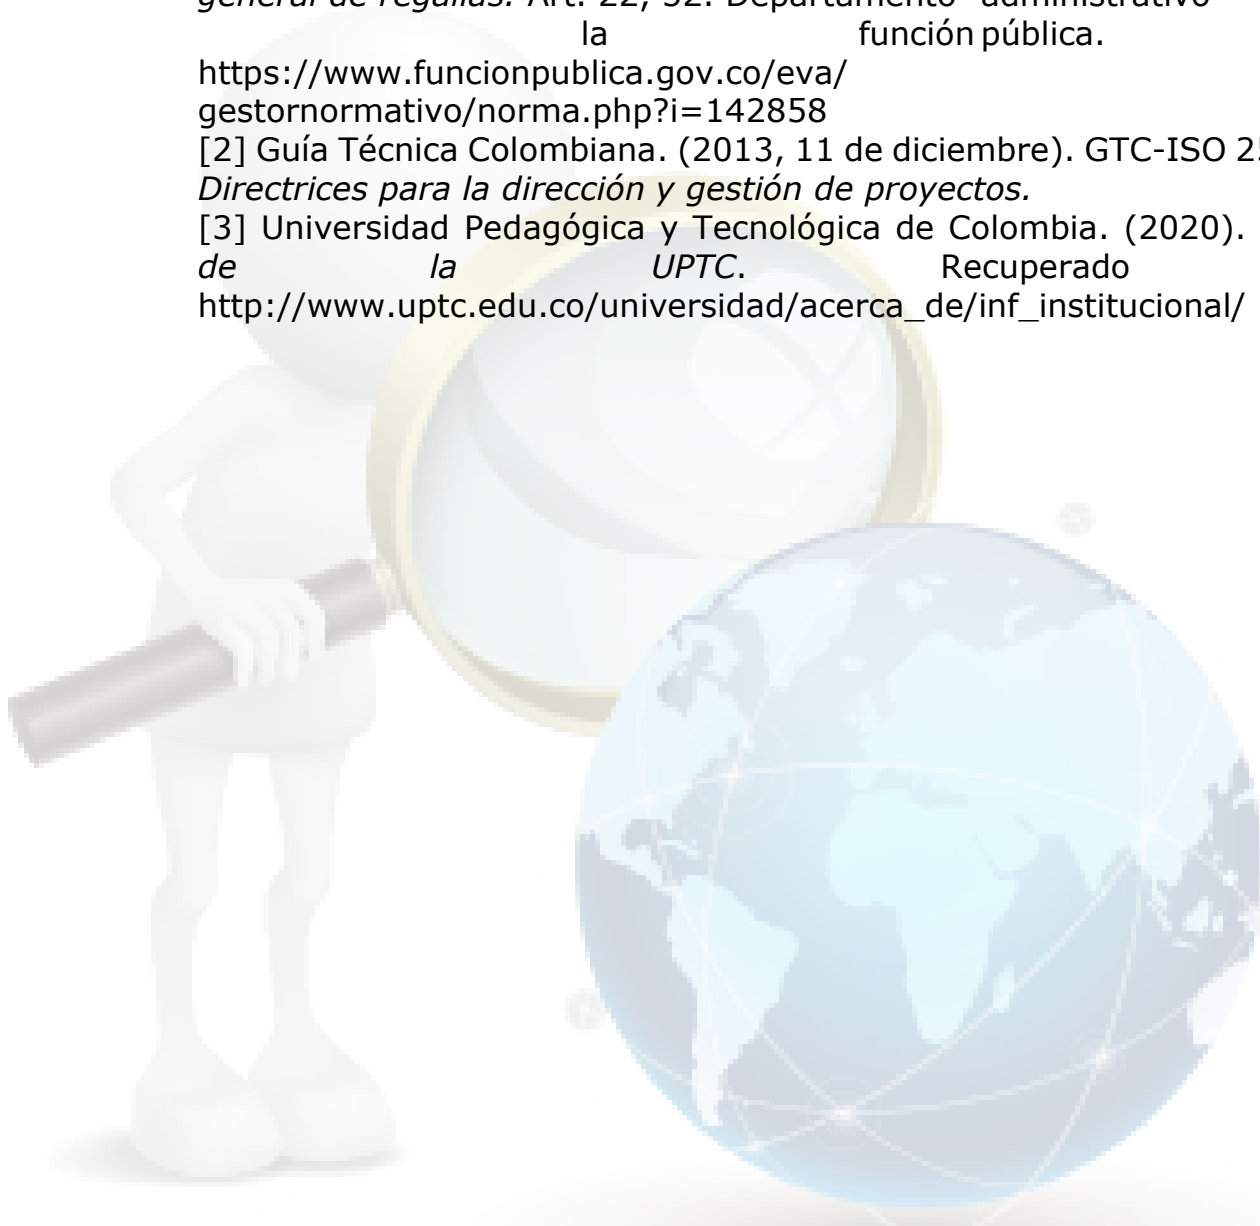 general de regalías. Art. 22, 52. Departamento administrativo
la función pública.
https://www.funcionpublica.gov.co/eva/
gestornormativo/norma.php?i=142858
[2] Guía Técnica Colombiana. (2013, 11 de diciembre). GTC-ISO
Directrices para la dirección y gestión de proyectos.
[3] Universidad Pedagógica y Tecnológica de Colombia. (2020).
de la UPTC. Recuperado
http://www.uptc.edu.co/universidad/acerca_de/inf_institucional/